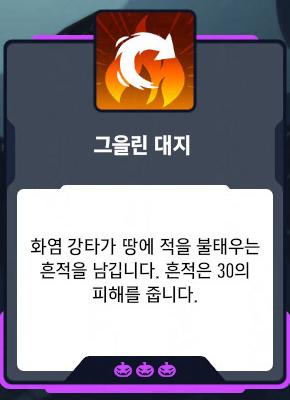 그을린 대지
화염 강타가 땅에 적을 불태우는
흔적을 남깁니다. 흔적은 30의
피해를 줍니다.